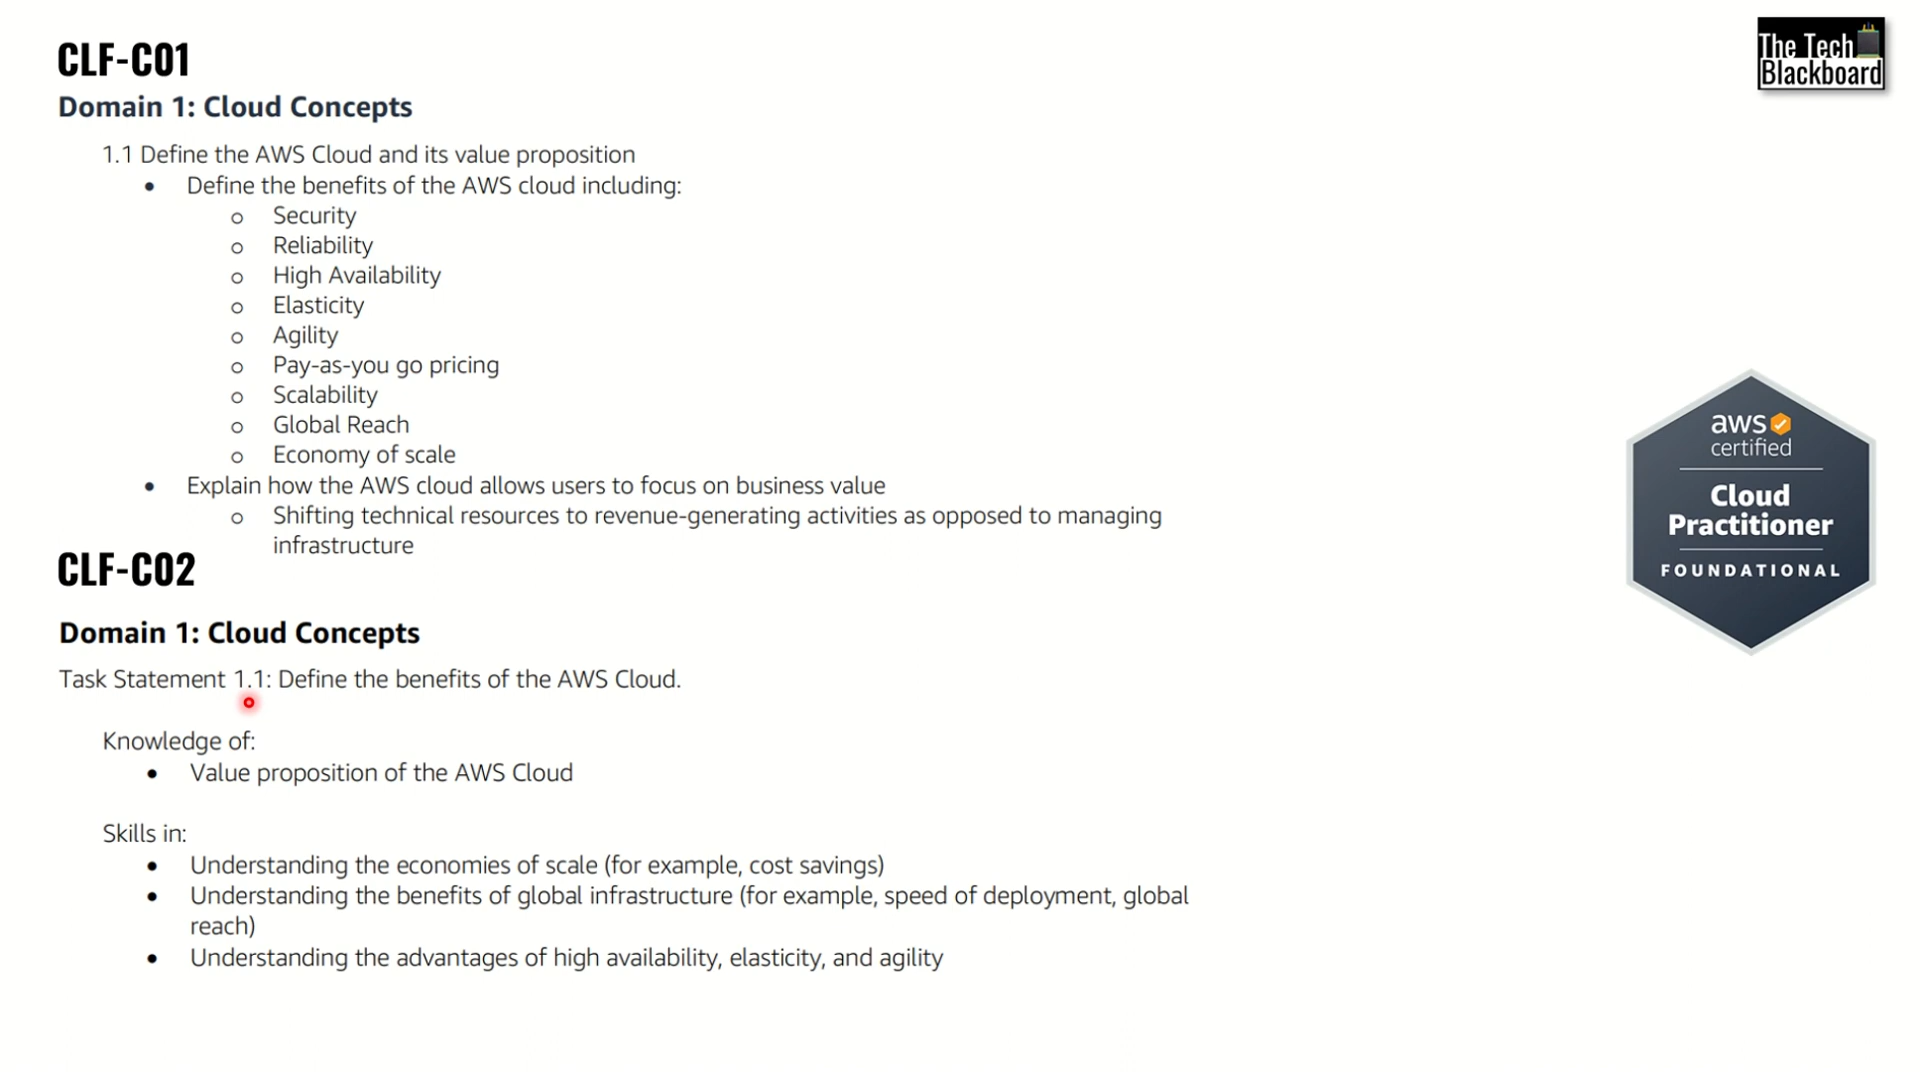 CLF-C01
The Tech
Blackboard
Domain 1: Cloud Concepts
1.1 Define the AWS Cloud and its value proposition
• Define the benefits of the AWS cloud including:
o Security
o Reliability
o High Availability
o Elasticity
o Agility
o Pay-as-you go pricing
o Scalability
o Global Reach
o Economy of scale
• Explain how the AWS cloud allows users to focus on business value
o Shifting technical resources to revenue-generating activities as opposed to managing
infrastructure
aws
certified
Cloud
Practitioner
FOUNDATIONAL
CLF-C02
Domain 1: Cloud Concepts
Task Statement 1.1: Define the benefits of the AWS Cloud.
Knowledge of:
• Value proposition of the AWS Cloud
Skills in:
• Understanding the economies of scale (for example, cost savings)
• Understanding the benefits of global infrastructure (for example, speed of deployment, global
reach)
• Understanding the advantages of high availability, elasticity, and agility